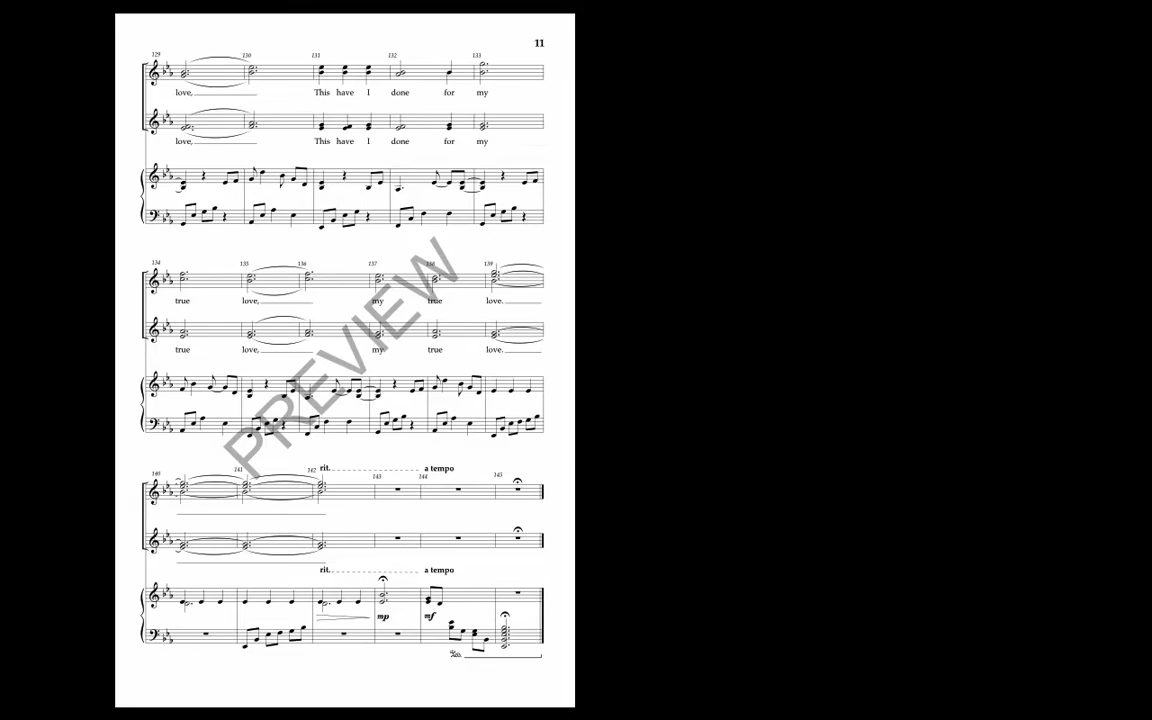 11
129 130 131 132 133
love, This have I done for my
love, This have I done for my
134 135 136 137 138 139
true love, my true love.
true love, my true love.
PREVIEW
rit. a tempo
140 141 142 143 144 145
rit. a tempo
mp mf
Ped.